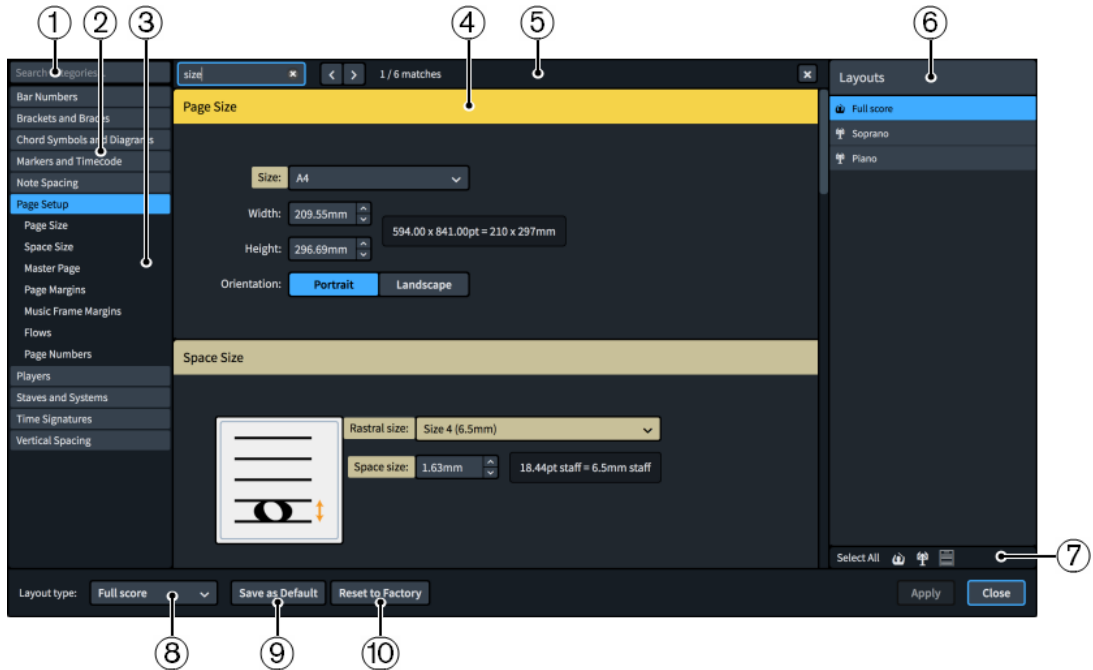 ① ② ③ ④ ⑤ ⑥
Search categories...
size
1 / 6 matches
Layouts
Bar Numbers
Brackets and Braces
Chord Symbols and Diagrams
Markers and Timecode
Note Spacing
Page Setup
Page Size
Space Size
Master Page
Page Margins
Music Frame Margins
Flows
Page Numbers
Players
Staves and Systems
Time Signatures
Vertical Spacing
Page Size
Size: A4
Width: 209.55mm
594.00 x 841.00pt = 210 x 297mm
Height: 296.69mm
Orientation: Portrait Landscape
Space Size
Rastral size: Size 4 (6.5mm)
Space size: 1.63mm 18.44pt staff = 6.5mm staff
Full score
Soprano
Piano
Select All
⑦
Layout type: Full score Save as Default Reset to Factory Apply Close
⑧ ⑨ ⑩